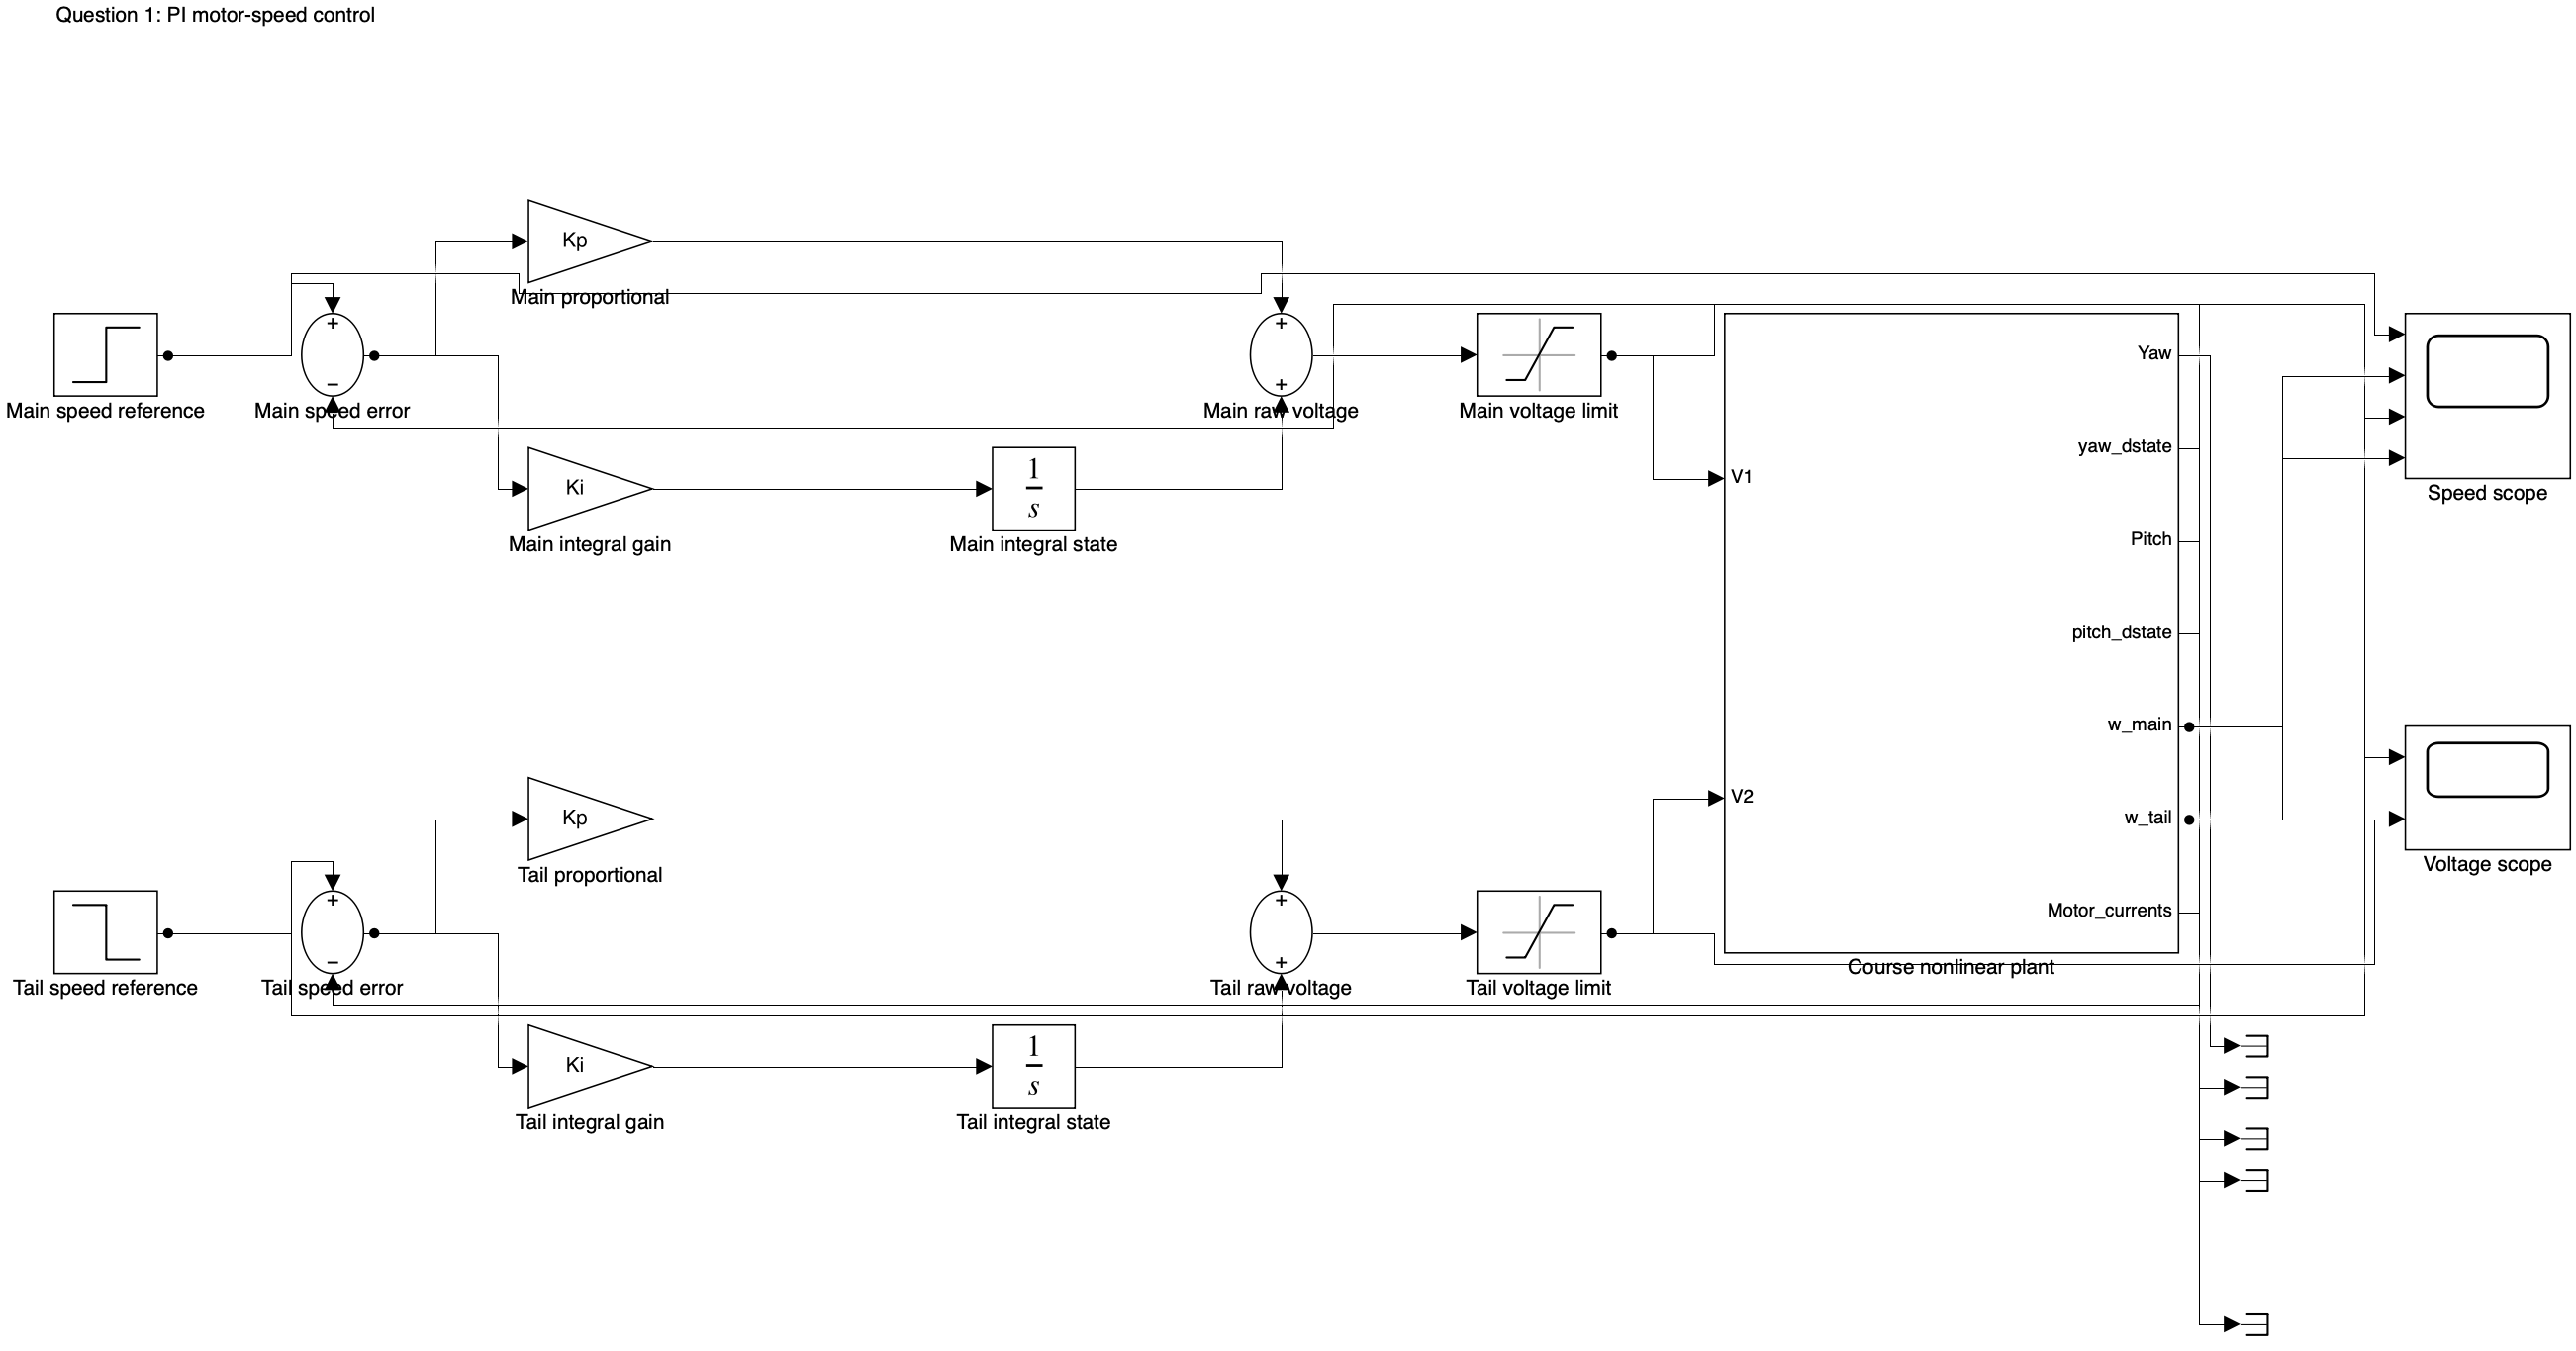 Question 1: PI motor-speed control
Kp
Main proportional
+
−
+
+
Main speed reference
Main speed error
Main raw voltage
Main voltage limit
Yaw
yaw_dstate
Pitch
pitch_dstate
w_main
w_tail
Motor_currents
V1
V2
Course nonlinear plant
Speed scope
Ki
Main integral gain
1
s
Main integral state
Kp
Tail proportional
+
−
+
+
Tail speed reference
Tail speed error
Tail raw voltage
Tail voltage limit
Voltage scope
Ki
Tail integral gain
1
s
Tail integral state